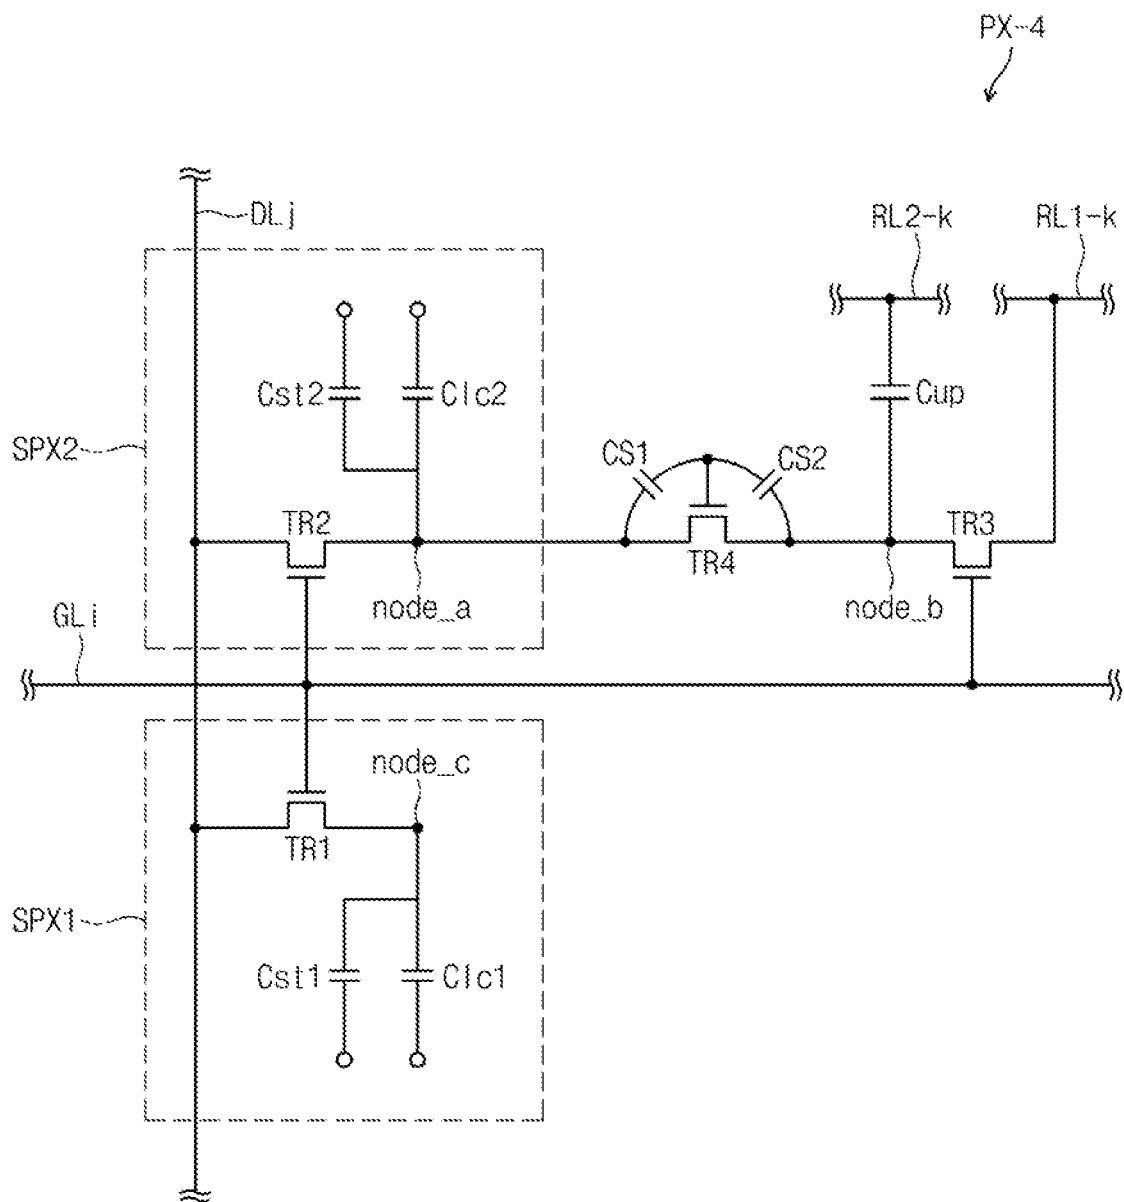 PX-4
DLj
RL2-k
RL1-k
Cst2
Clc2
Cup
SPX2
CS1
CS2
TR2
TR4
TR3
node_a
node_b
GLi
node_c
TR1
SPX1
Cst1
Clc1